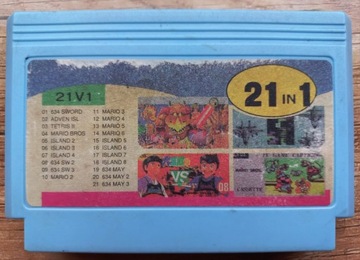 21V1
01 634 SWORD
02 ADVEN ISL
03 TETRIS II
04 MARIO BROS
05 ISLAND 2
06 ISLAND 3
07 ISLAND 4
08 634 SW 2
09 634 SW 3
10 MARIO 2
11 MARIO 3
12 MARIO 4
13 MARIO 5
14 MARIO 6
15 ISLAND 5
16 ISLAND 6
17 ISLAND 7
18 ISLAND 8
19 634 MAY
20 634 MAY 2
21 634 MAY 3
21 IN 1
VS
08